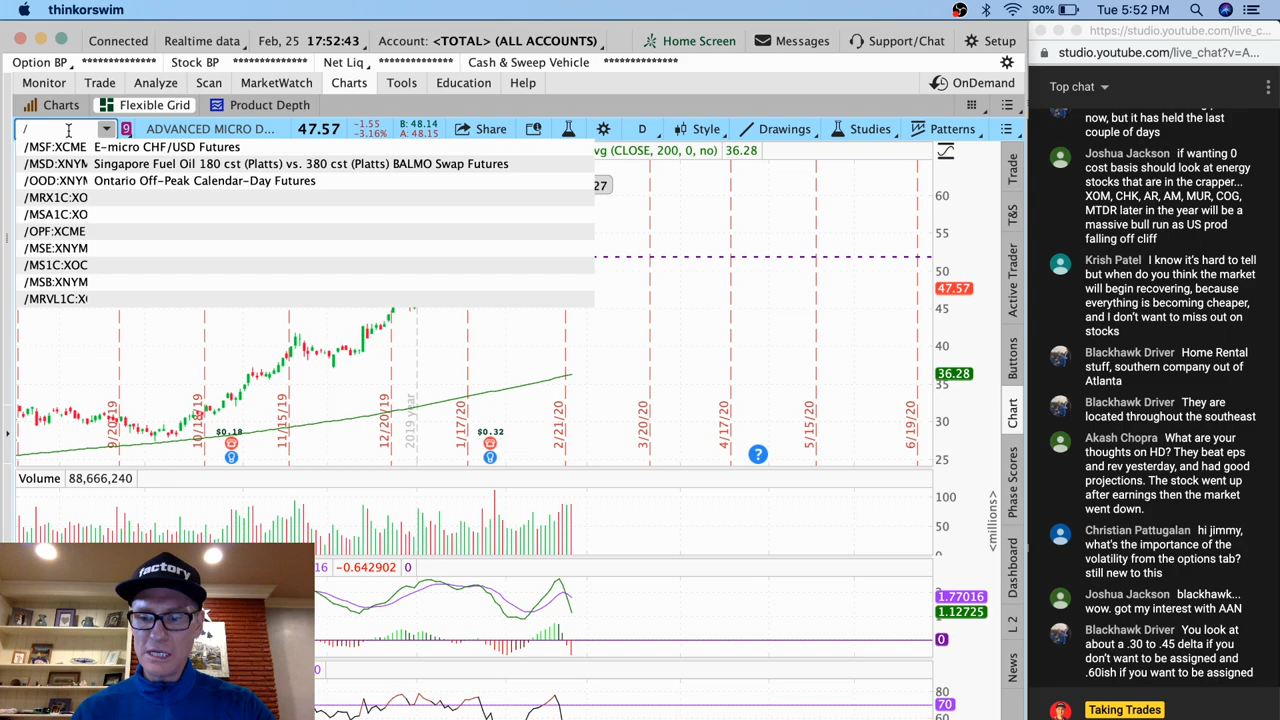 thinkorswim
30%
Tue 5:52 PM
Connected
Realtime data
Feb, 25 17:52:43
Account: <TOTAL> (ALL ACCOUNTS)
Home Screen
Messages
Support/Chat
Setup
https://studio.youtube.com/live_c...
Option BP
**************
Stock BP
**************
Net Liq
**************
Cash & Sweep Vehicle
**************
studio.youtube.com/live_chat?v=A...
Monitor
Trade
Analyze
Scan
MarketWatch
Charts
Tools
Education
Help
OnDemand
Top chat
Charts
Flexible Grid
Product Depth
/
9
ADVANCED MICRO D...
47.57
-1.55
-3.16%
B: 48.14
A: 48.15
Share
D
Style
Drawings
Studies
Patterns
/MSF:XCME E-micro CHF/USD Futures
/MSD:XNYM Singapore Fuel Oil 180 cst (Platts) vs. 380 cst (Platts) BALMO Swap Futures
/OOD:XNYM Ontario Off-Peak Calendar-Day Futures
/MRX1C:XO
/MSA1C:XO
/OPF:XCME
/MSE:XNYM
/MS1C:XOC
/MSB:XNYM
/MRVL1C:X
vg (CLOSE, 200, 0, no)
36.28
27
60
55
50
47.57
45
40
36.28
35
30
25
10/18/19
11/15/19
12/20/19
2019 year
1/17/20
2/21/20
3/20/20
4/17/20
5/15/20
6/19/20
$0.18
$0.32
?
Volume
88,666,240
100
50
0
<millions>
16
-0.642902
0
1.77016
1.12725
0
0
80
70
60
Trade
T&S
Active Trader
Buttons
Chart
Phase Scores
Dashboard
L 2
News
factory
now, but it has held the last
couple of days
Joshua Jackson if wanting 0
cost basis should look at energy
stocks that are in the crapper...
XOM, CHK, AR, AM, MUR, COG,
MTDR later in the year will be a
massive bull run as US prod
falling off cliff
Krish Patel I know it's hard to tell
but when do you think the market
will begin recovering, because
everything is becoming cheaper,
and I don't want to miss out on
stocks
Blackhawk Driver Home Rental
stuff, southern company out of
Atlanta
Blackhawk Driver They are
located throughout the southeast
Akash Chopra What are your
thoughts on HD? They beat eps
and rev yesterday, and had good
projections. The stock went up
after earnings then the market
went down.
Christian Pattugalan hi jimmy,
what's the importance of the
volatility from the options tab?
still new to this
Joshua Jackson blackhawk...
wow. got my interest with AAN
Blackhawk Driver You look at
about a .30 to .45 delta if you
don't want to be assigned and
.60ish if you want to be assigned
Taking Trades